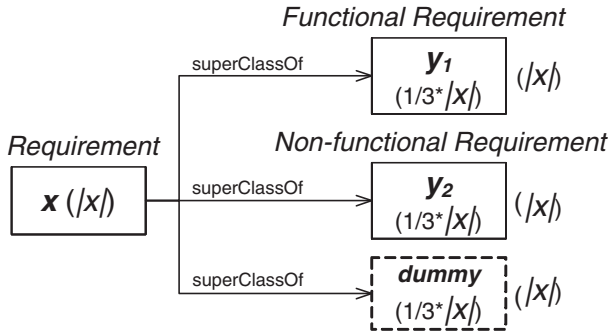 Functional Requirement
superClassOf
y1
(1/3*|x|)
(|x|)
Requirement
Non-functional Requirement
x (|x|)
superClassOf
y2
(1/3*|x|)
(|x|)
superClassOf
dummy
(1/3*|x|)
(|x|)